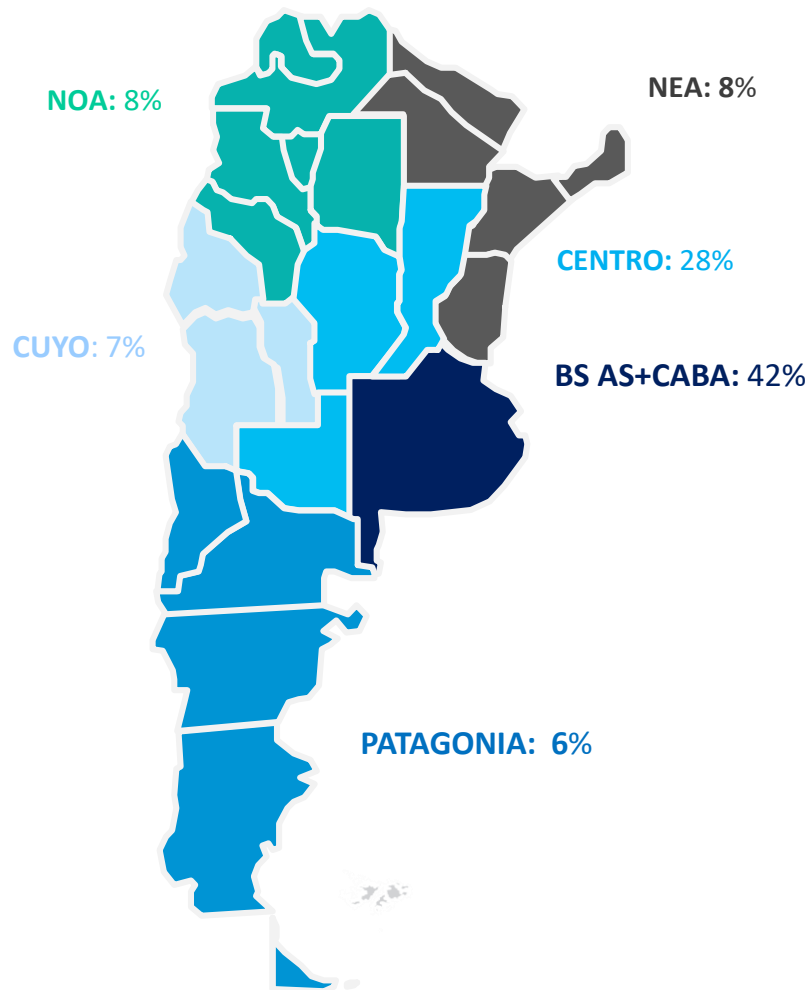 NOA: 8%
NEA: 8%
CENTRO: 28%
CUYO: 7%
BS AS+CABA: 42%
PATAGONIA: 6%